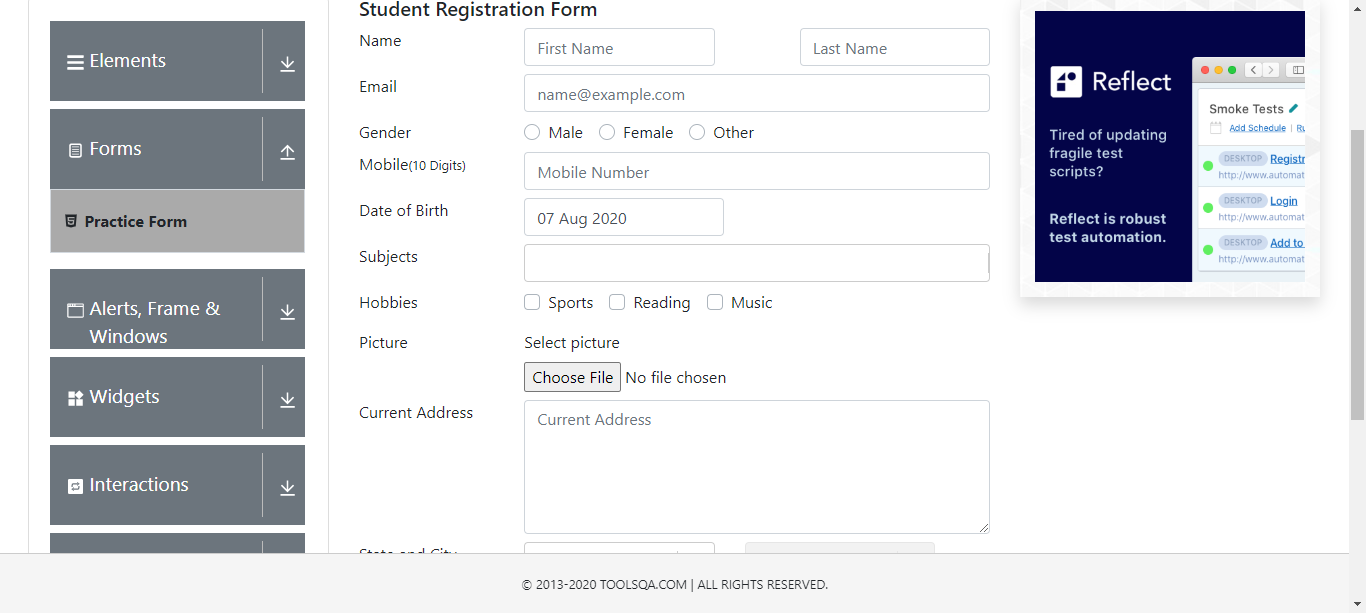 Student Registration Form
Elements
Forms
Practice Form
Alerts, Frame &
Windows
Widgets
Interactions
Name
First Name
Last Name
Email
name@example.com
Gender
Male
Female
Other
Mobile(10 Digits)
Mobile Number
Date of Birth
07 Aug 2020
Subjects
Hobbies
Sports
Reading
Music
Picture
Select picture
Choose File
No file chosen
Current Address
Current Address
State and City
Reflect
Tired of updating
fragile test
scripts?
Reflect is robust
test automation.
Smoke Tests
Add Schedule | Ru
DESKTOP Registr
http://www.automat
DESKTOP Login
http://www.automat
DESKTOP Add to
http://www.automat
© 2013-2020 TOOLSQA.COM | ALL RIGHTS RESERVED.